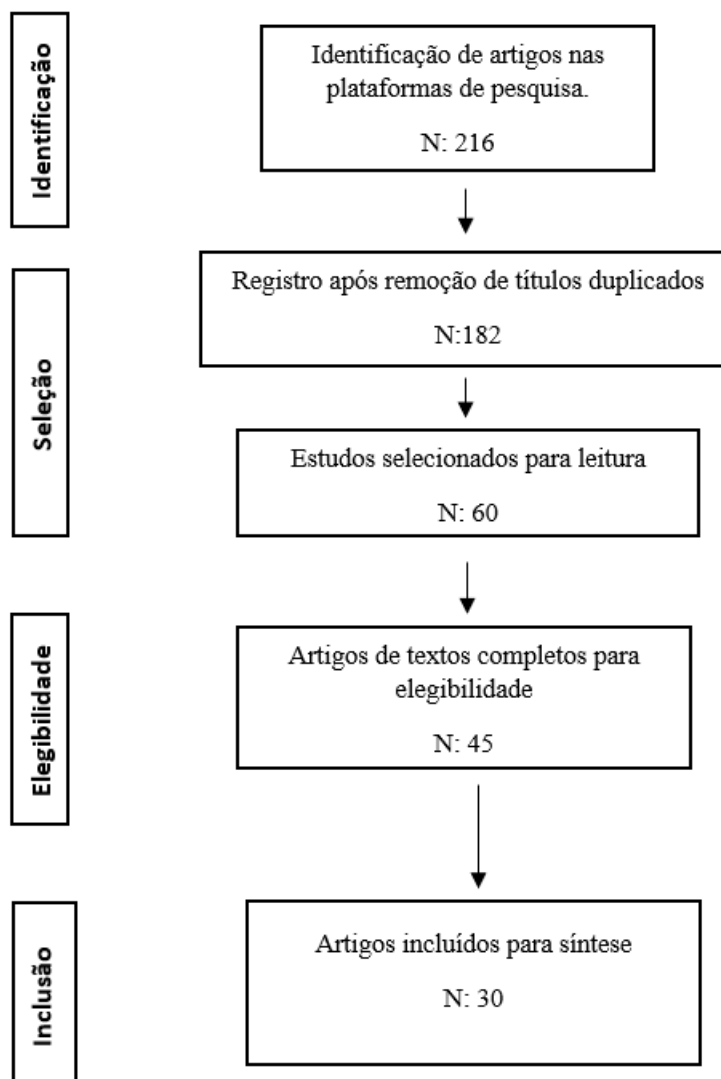 Identificação
Identificação de artigos nas
plataformas de pesquisa.
N: 216
Seleção
Registro após remoção de títulos duplicados
N:182
Estudos selecionados para leitura
N: 60
Elegibilidade
Artigos de textos completos para
elegibilidade
N: 45
Inclusão
Artigos incluídos para síntese
N: 30